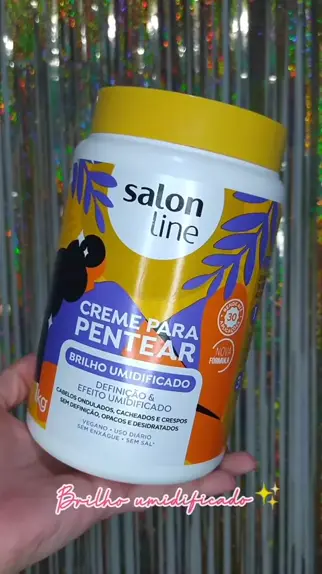 salon
line
CREME PARA
PENTEAR
BRILHO UMIDIFICADO
DEFINIÇÃO &
EFEITO UMIDIFICADO
CABELOS ONDULADOS, CACHEADOS E CRESPOS
SEM DEFINIÇÃO, OPACOS E DESIDRATADOS
VEGANO • USO DIÁRIO
SEM ENXÁGUE • SEM SAL*
30
NOVA
FÓRMULA
1kg
Brilho umidificado✨